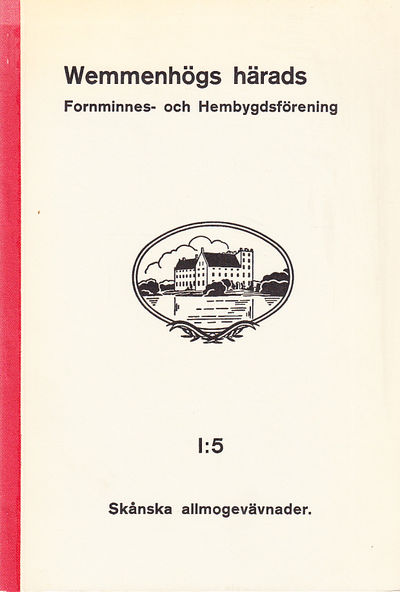 Wemmenhögs härads
Fornminnes- och Hembygdsförening
I:5
Skånska allmogevävnader.